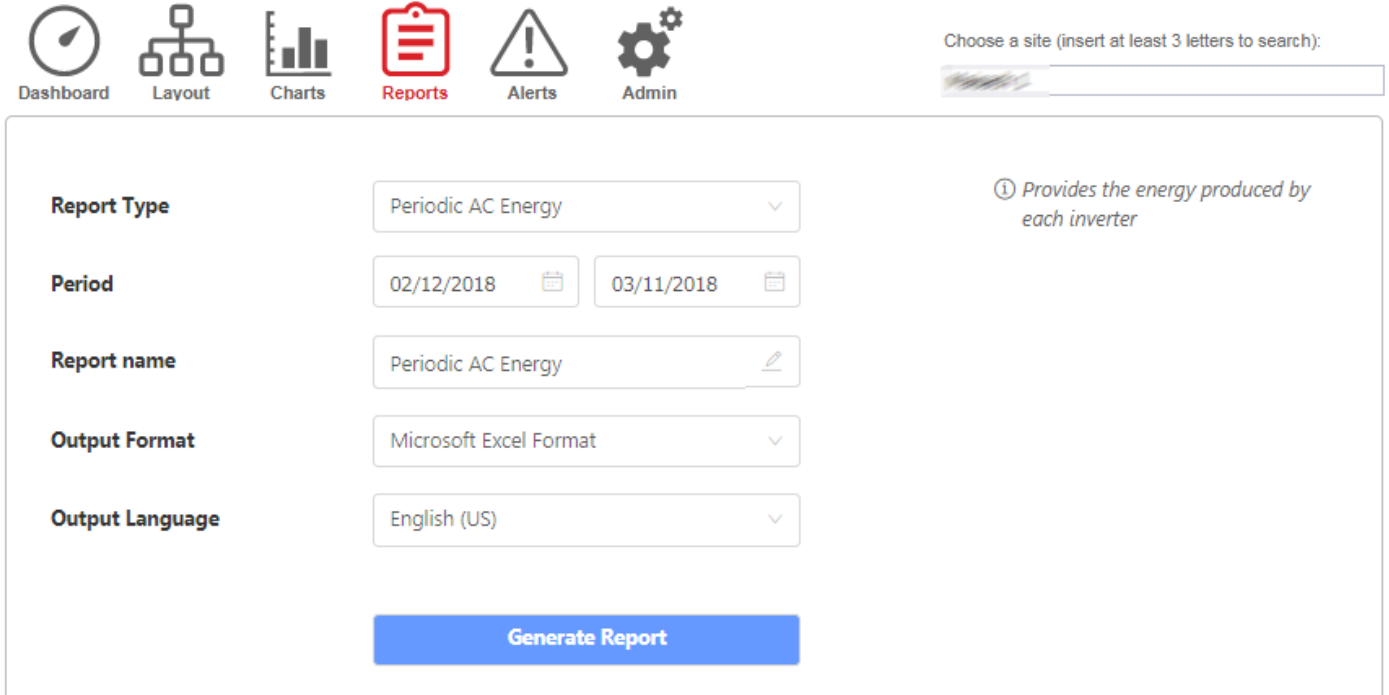 Dashboard Layout Charts Reports Alerts Admin
Choose a site (insert at least 3 letters to search):
Report Type
Periodic AC Energy
Provides the energy produced by
each inverter
Period
02/12/2018
03/11/2018
Report name
Periodic AC Energy
Output Format
Microsoft Excel Format
Output Language
English (US)
Generate Report